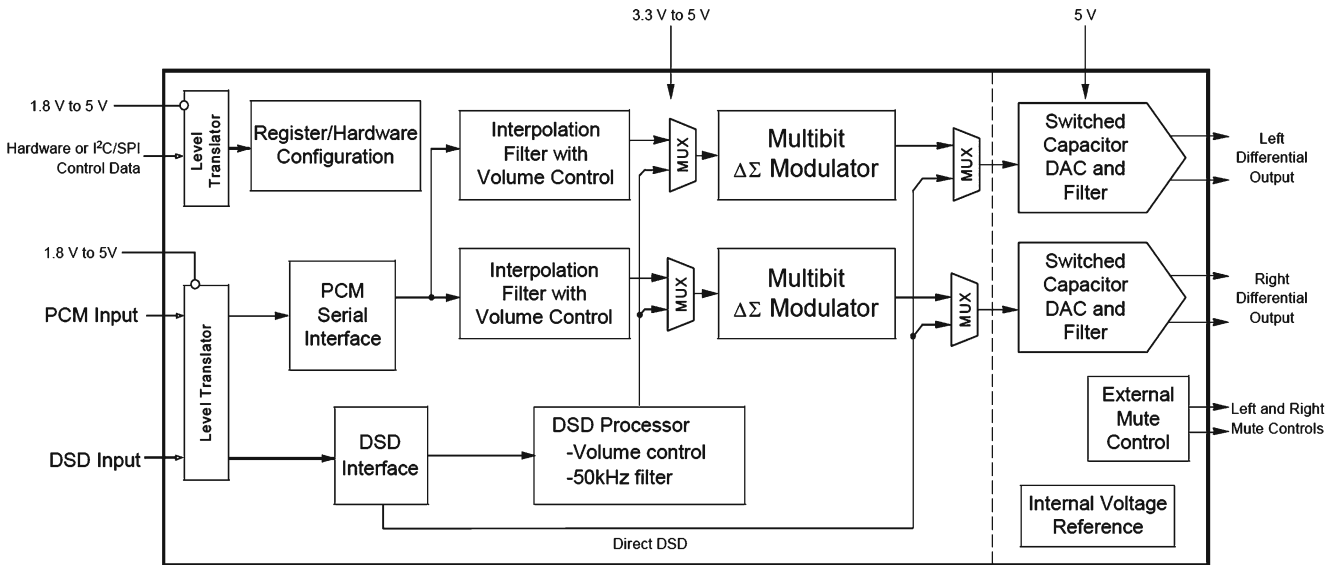 3.3 V to 5 V
5 V
1.8 V to 5 V
Hardware or I²C/SPI
Control Data
Level
Translator
Register/Hardware
Configuration
Interpolation
Filter with
Volume Control
MUX
Multibit
ΔΣ Modulator
MUX
Switched
Capacitor
DAC and
Filter
Left
Differential
Output
1.8 V to 5V
PCM Input
Level Translator
PCM
Serial
Interface
Interpolation
Filter with
Volume Control
MUX
Multibit
ΔΣ Modulator
MUX
Switched
Capacitor
DAC and
Filter
Right
Differential
Output
DSD Input
DSD
Interface
DSD Processor
-Volume control
-50kHz filter
External
Mute
Control
Left and Right
Mute Controls
Internal Voltage
Reference
Direct DSD